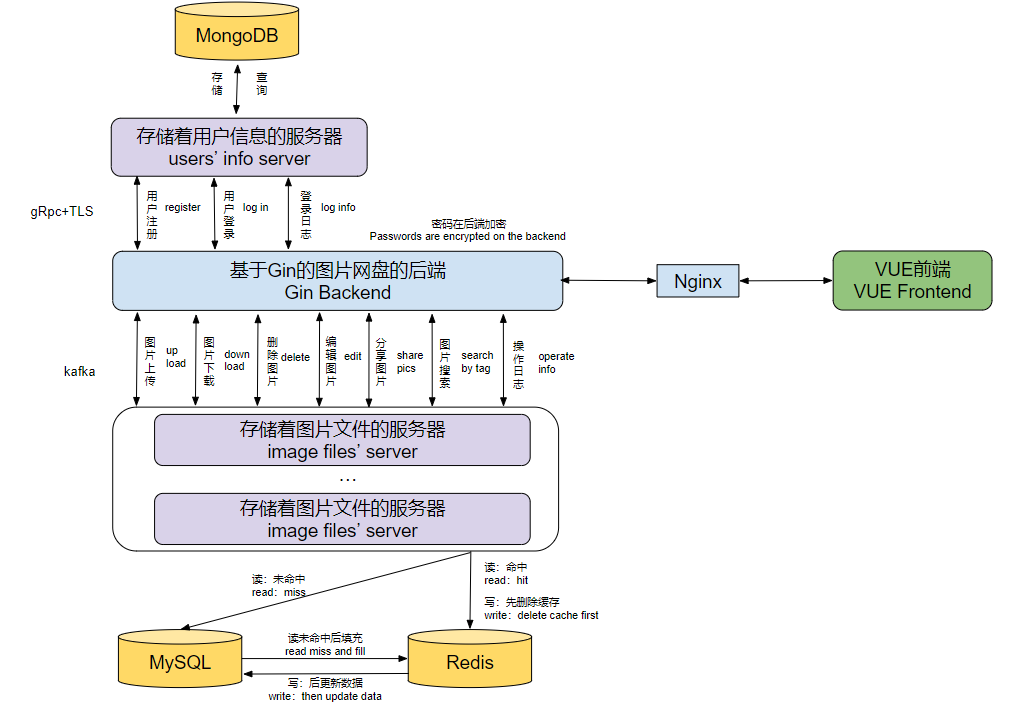 MongoDB
存储
查询
存储着用户信息的服务器
users’ info server
gRpc+TLS
用户注册
register
用户登录
log in
登录日志
log info
密码在后端加密
Passwords are encrypted on the backend
基于Gin的图片网盘的后端
Gin Backend
Nginx
VUE前端
VUE Frontend
kafka
图片上传
up
load
图片下载
down
load
删除图片
delete
编辑图片
edit
分享图片
share
pics
图片搜索
search
by tag
操作日志
operate
info
存储着图片文件的服务器
image files’ server
...
存储着图片文件的服务器
image files’ server
读：未命中
read：miss
读：命中
read：hit
写：先删除缓存
write：delete cache first
MySQL
读未命中后填充
read miss and fill
写：后更新数据
write：then update data
Redis